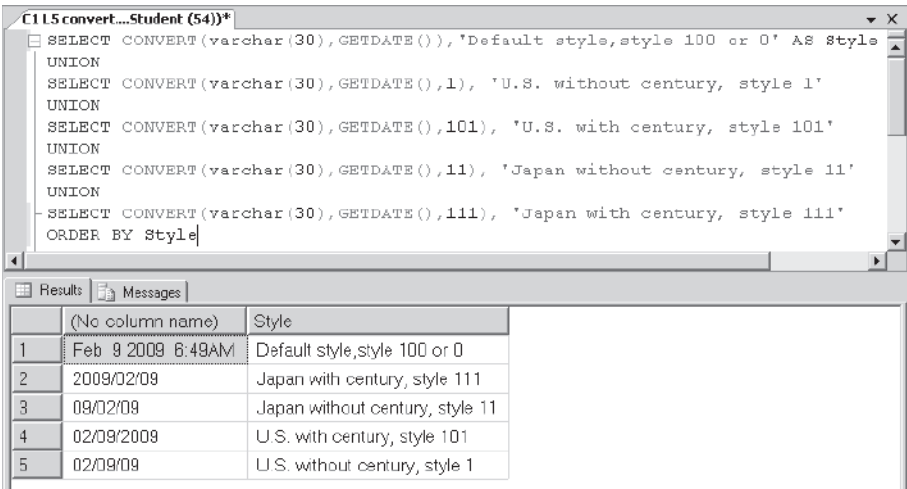 C1 L5 convert....Student (54))*
SELECT CONVERT(varchar(30),GETDATE()),'Default style,style 100 or 0' AS Style
UNION
SELECT CONVERT(varchar(30),GETDATE(),1), 'U.S. without century, style 1'
UNION
SELECT CONVERT(varchar(30),GETDATE(),101), 'U.S. with century, style 101'
UNION
SELECT CONVERT(varchar(30),GETDATE(),11), 'Japan without century, style 11'
UNION
SELECT CONVERT(varchar(30),GETDATE(),111), 'Japan with century, style 111'
ORDER BY Style
Results Messages
(No column name) Style
1 Feb 9 2009 6:49AM Default style,style 100 or 0
2 2009/02/09 Japan with century, style 111
3 09/02/09 Japan without century, style 11
4 02/09/2009 U.S. with century, style 101
5 02/09/09 U.S. without century, style 1